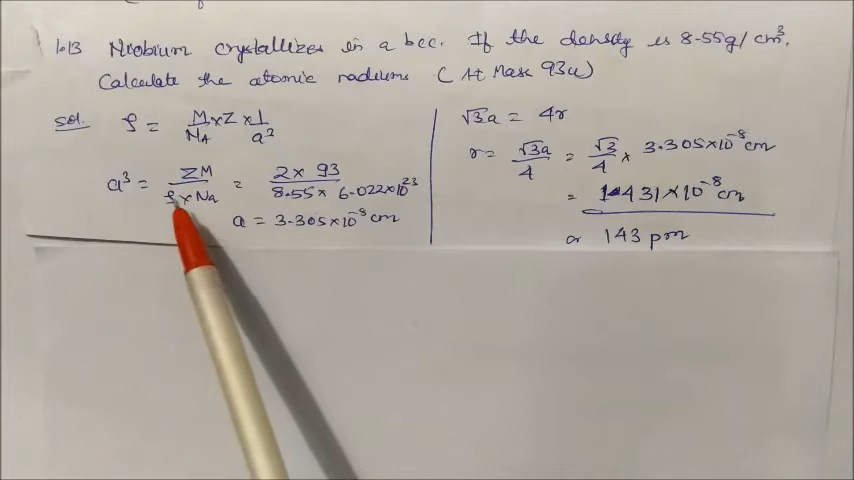 1.13 Niobium crystallizes in a bcc. If the density is 8.55g/cm³.
Calculate the atomic radius (At Mass 93u)
Sol. ρ = M/NA × Z × 1/a³
a³ = ZM/ρ×Na = 2 × 93/8.55 × 6.022×10²³
a = 3.305×10⁻⁸ cm
√3a = 4r
r = √3a/4 = √3/4 × 3.305×10⁻⁸ cm
= 1.431×10⁻⁸ cm
or 143 pm